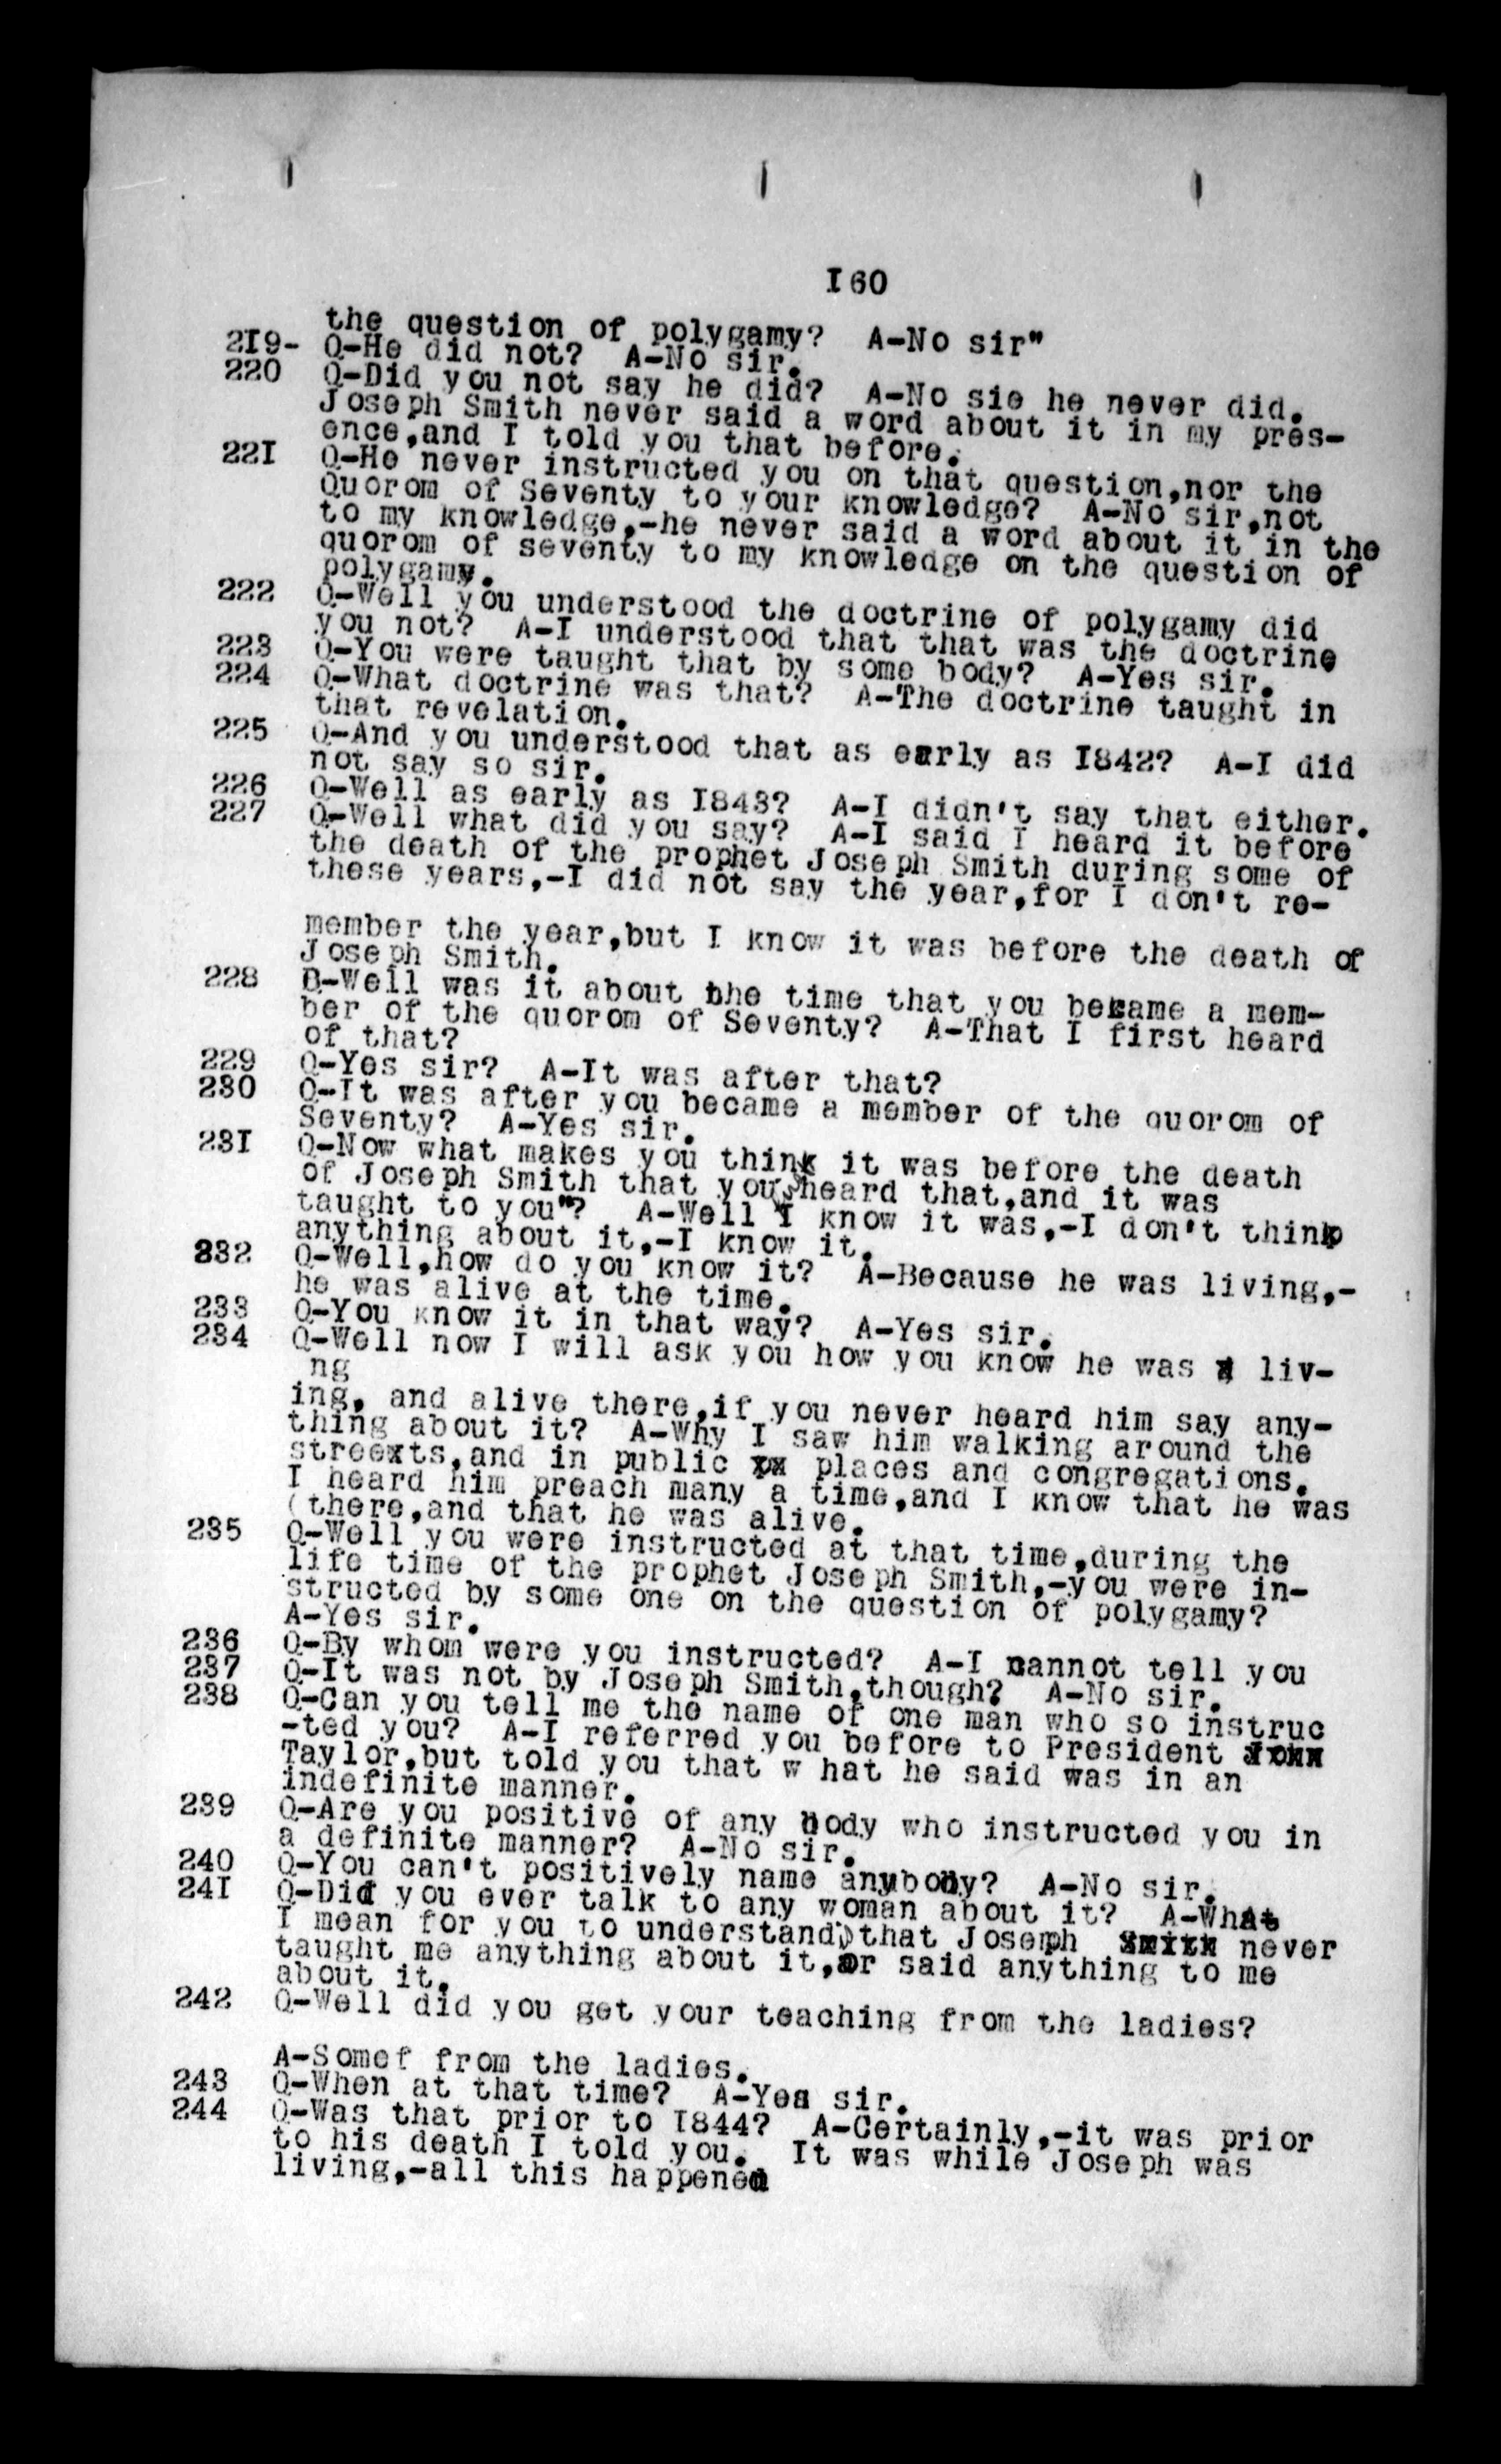 I60
the question of polygamy?  A-No sir"
2I9- Q-He did not?  A-No sir.
220 Q-Did you not say he did?  A-No sie he never did.
Joseph Smith never said a word about it in my pres-
ence,and I told you that before.
22I Q-He never instructed you on that question,nor the
Quorom of Seventy to your knowledge?  A-No sir,not
to my knowledge,-he never said a word about it in the
quorom of seventy to my knowledge on the question of
polygamy.
222 Q-Well you understood the doctrine of polygamy did
you not?  A-I understood that that was the doctrine
223 Q-You were taught that by some body?  A-Yes sir.
224 Q-What doctrine was that?  A-The doctrine taught in
that revelation.
225 Q-And you understood that as early as I842?  A-I did
not say so sir.
226 Q-Well as early as I843?  A-I didn't say that either.
227 Q-Well what did you say?  A-I said I heard it before
the death of the prophet Joseph Smith during some of
these years,-I did not say the year,for I don't re-
member the year,but I know it was before the death of
Joseph Smith.
228 Q-Well was it about the time that you became a mem-
ber of the quorom of Seventy?  A-That I first heard
of that?
229 Q-Yes sir?  A-It was after that?
230 Q-It was after you became a member of the quorom of
Seventy?  A-Yes sir.
23I Q-Now what makes you think it was before the death
of Joseph Smith that you heard that,and it was
taught to you"?  A-Well I know it was,-I don't think
anything about it,-I know it.
232 Q-Well,how do you know it?  A-Because he was living,-
he was alive at the time.
233 Q-You know it in that way?  A-Yes sir.
234 Q-Well now I will ask you how you know he was liv-
ng
ing, and alive there,if you never heard him say any-
thing about it?  A-Why I saw him walking around the
streexts,and in public px places and congregations.
I heard him preach many a time,and I know that he was
(there,and that he was alive.
235 Q-Well you were instructed at that time,during the
life time of the prophet Joseph Smith,-you were in-
structed by some one on the question of polygamy?
A-Yes sir.
236 Q-By whom were you instructed?  A-I cannot tell you
237 Q-It was not by Joseph Smith,though?  A-No sir.
238 Q-Can you tell me the name of one man who so instruc
-ted you?  A-I referred you before to President John
Taylor,but told you that w hat he said was in an
indefinite manner.
239 Q-Are you positive of any body who instructed you in
a definite manner?  A-No sir.
240 Q-You can't positively name anybody?  A-No sir.
24I Q-Did you ever talk to any woman about it?  A-What
I mean for you to understand, that Joseph Smith never
taught me anything about it,or said anything to me
about it.
242 Q-Well did you get your teaching from the ladies?
A-Somef from the ladies.
243 Q-When at that time?  A-Yes sir.
244 Q-Was that prior to I844?  A-Certainly,-it was prior
to his death I told you.  It was while Joseph was
living,-all this happened